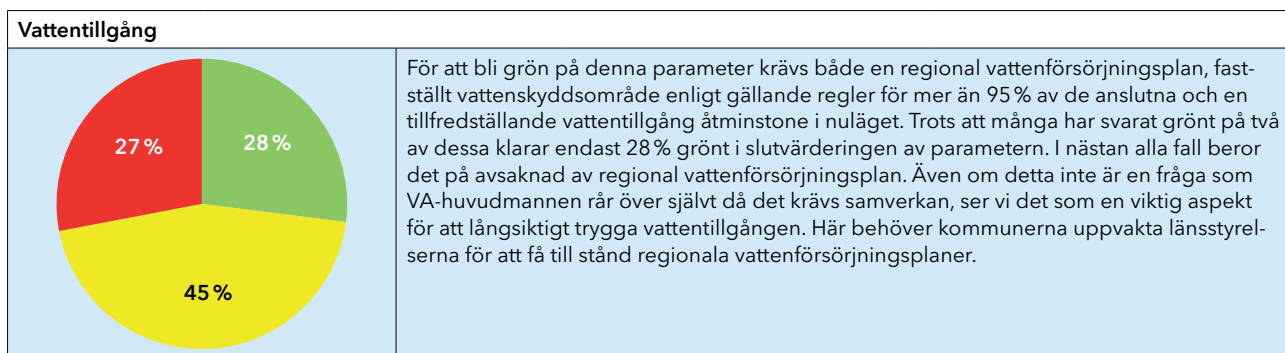 Vattentillgång
27 %
28 %
45 %
För att bli grön på denna parameter krävs både en regional vattenförsörjningsplan, fast-
ställt vattenskyddsområde enligt gällande regler för mer än 95 % av de anslutna och en
tillfredställande vattentillgång åtminstone i nuläget. Trots att många har svarat grönt på två
av dessa klarar endast 28 % grönt i slutvärderingen av parametern. I nästan alla fall beror
det på avsaknad av regional vattenförsörjningsplan. Även om detta inte är en fråga som
VA-huvudmannen rår över självt då det krävs samverkan, ser vi det som en viktig aspekt
för att långsiktigt trygga vattentillgången. Här behöver kommunerna uppvakta länsstyrel-
serna för att få till stånd regionala vattenförsörjningsplaner.